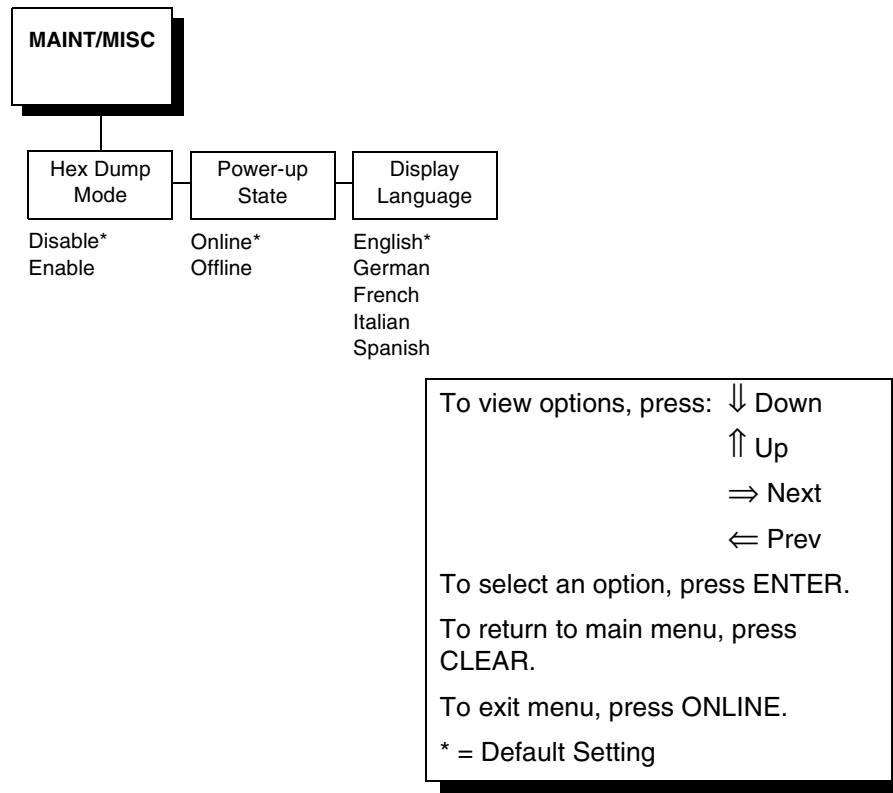 MAINT/MISC
Hex Dump
Mode
Power-up
State
Display
Language
Disable*
Enable
Online*
Offline
English*
German
French
Italian
Spanish
To view options, press: ⇓ Down
⇑ Up
⇒ Next
⇐ Prev
To select an option, press ENTER.
To return to main menu, press
CLEAR.
To exit menu, press ONLINE.
* = Default Setting